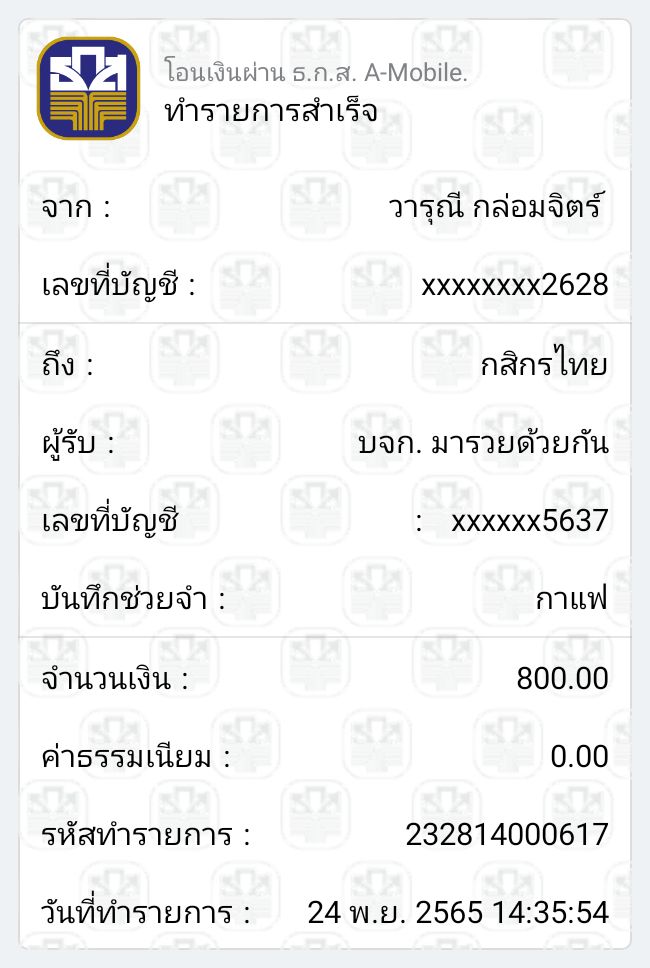 ธกส
โอนเงินผ่าน ธ.ก.ส. A-Mobile.
ทำรายการสำเร็จ
จาก : วารุณี กล่อมจิตร์
เลขที่บัญชี : xxxxxxxx2628
ถึง : กสิกรไทย
ผู้รับ : บจก. มารวยด้วยกัน
เลขที่บัญชี : xxxxxx5637
บันทึกช่วยจำ : กาแฟ
จำนวนเงิน : 800.00
ค่าธรรมเนียม : 0.00
รหัสทำรายการ : 232814000617
วันที่ทำรายการ : 24 พ.ย. 2565 14:35:54